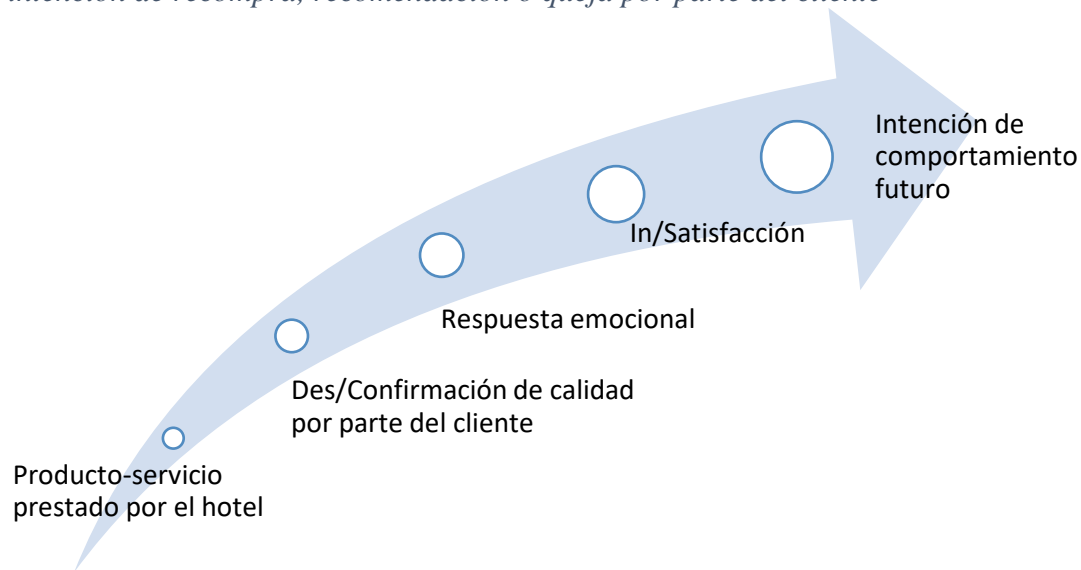 intención de recompra, recomendación o queja por parte del cliente
Intención de
comportamiento
futuro
In/Satisfacción
Respuesta emocional
Des/Confirmación de calidad
por parte del cliente
Producto-servicio
prestado por el hotel